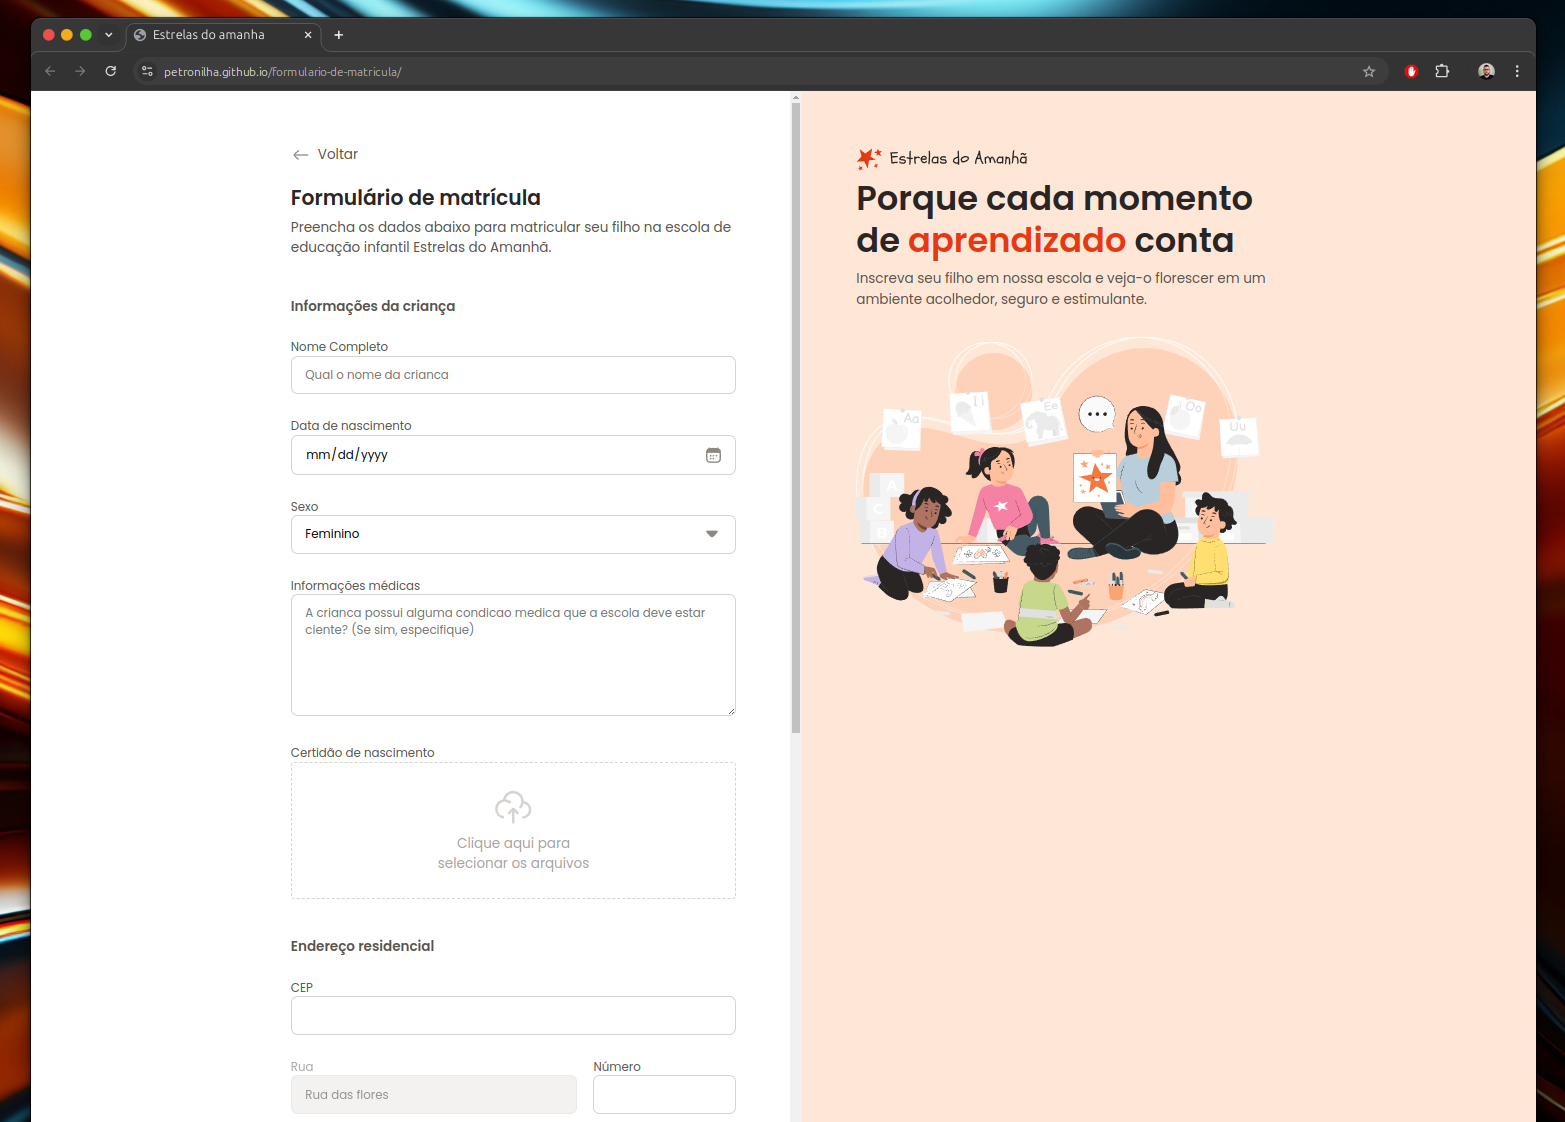 Estrelas do amanha
petronilha.github.io/formulario-de-matricula/
Voltar
Formulário de matrícula
Preencha os dados abaixo para matricular seu filho na escola de
educação infantil Estrelas do Amanhã.
Informações da criança
Nome Completo
Qual o nome da crianca
Data de nascimento
mm/dd/yyyy
Sexo
Feminino
Informações médicas
A crianca possui alguma condicao medica que a escola deve estar
ciente? (Se sim, especifique)
Certidão de nascimento
Clique aqui para
selecionar os arquivos
Endereço residencial
CEP
Rua
Número
Rua das flores
Estrelas do Amanhã
Porque cada momento
de aprendizado conta
Inscreva seu filho em nossa escola e veja-o florescer em um
ambiente acolhedor, seguro e estimulante.
Aa
Ii
Ee
Oo
Uu
A
C
B